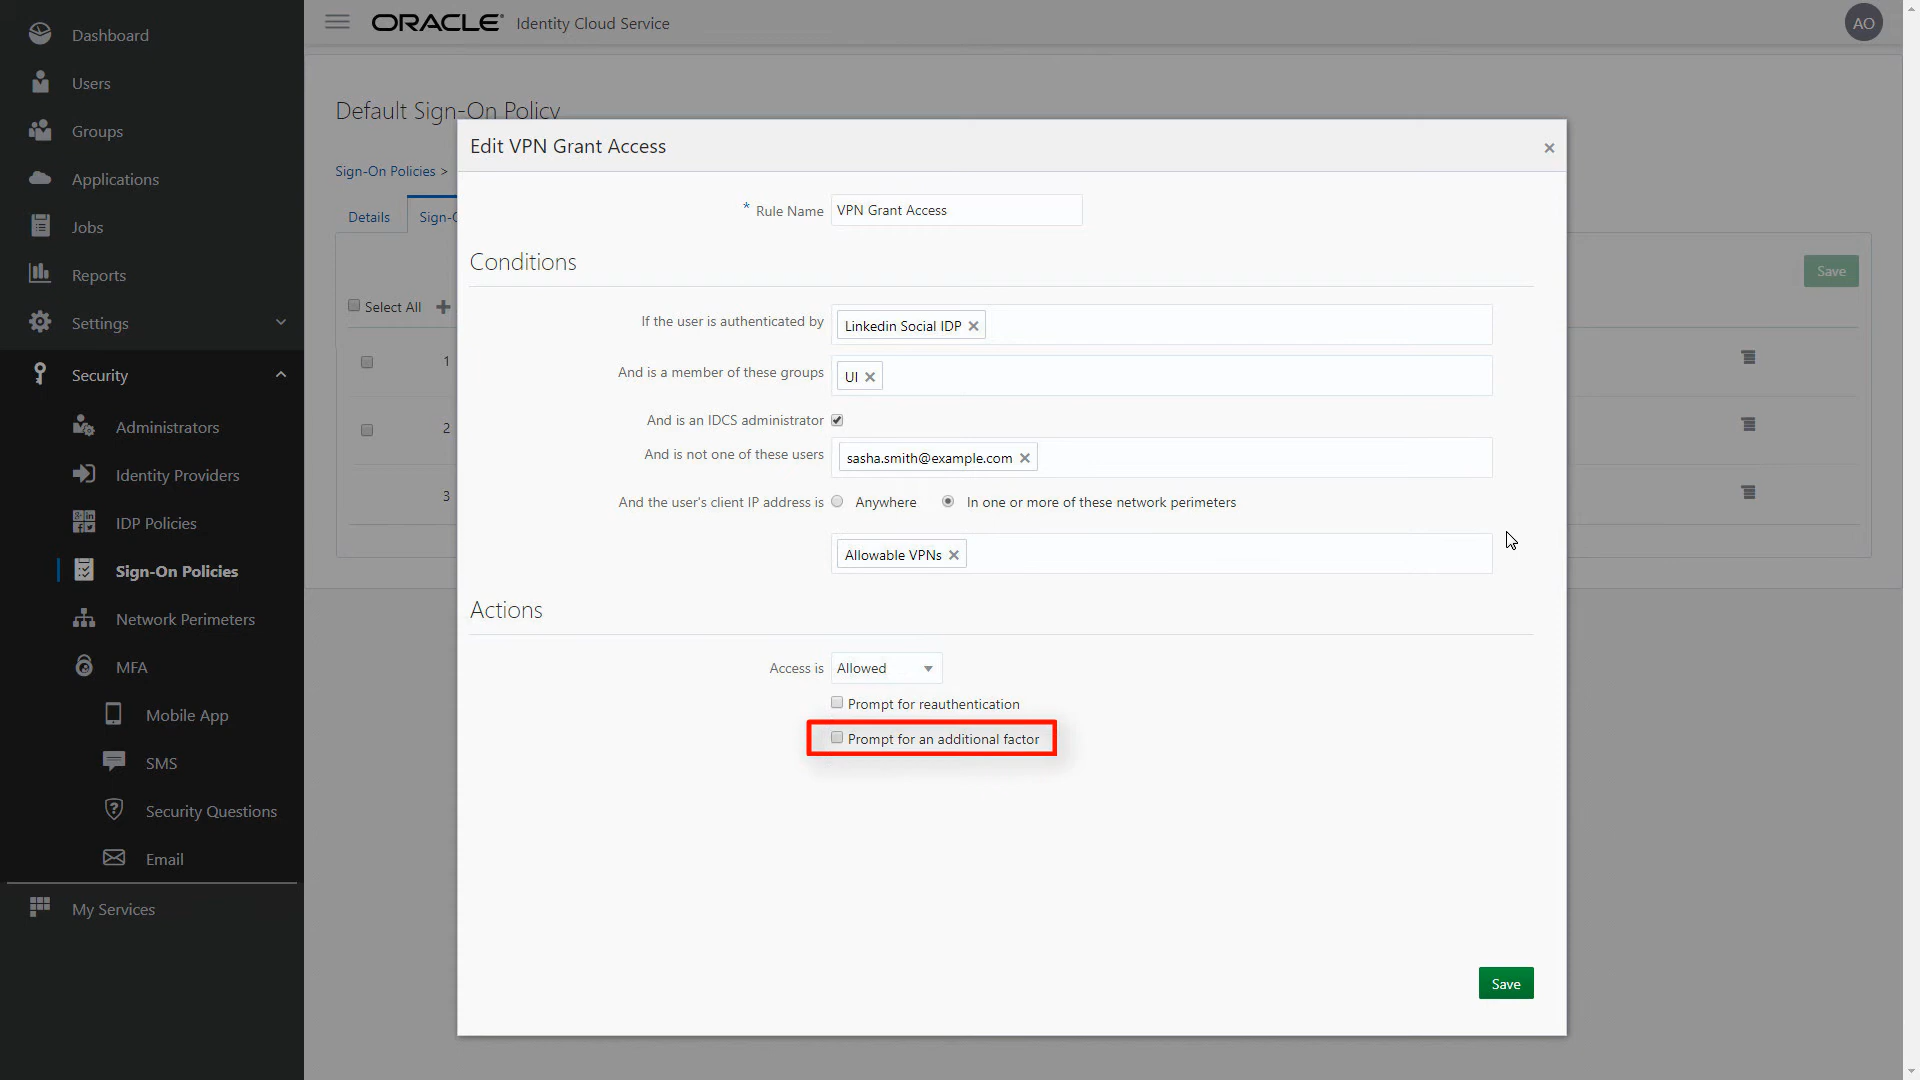 ORACLE® Identity Cloud Service
AO
Dashboard
Users
Groups
Applications
Jobs
Reports
Settings
Security
Administrators
Identity Providers
IDP Policies
Sign-On Policies
Network Perimeters
MFA
Mobile App
SMS
Security Questions
Email
My Services
Default Sign-On Policy
Sign-On Policies >
Details
Sign-O
Save
Select All
1
2
3
Edit VPN Grant Access
* Rule Name VPN Grant Access
Conditions
If the user is authenticated by Linkedin Social IDP
And is a member of these groups UI
And is an IDCS administrator
And is not one of these users sasha.smith@example.com
And the user's client IP address is Anywhere In one or more of these network perimeters
Allowable VPNs
Actions
Access is Allowed
Prompt for reauthentication
Prompt for an additional factor
Save